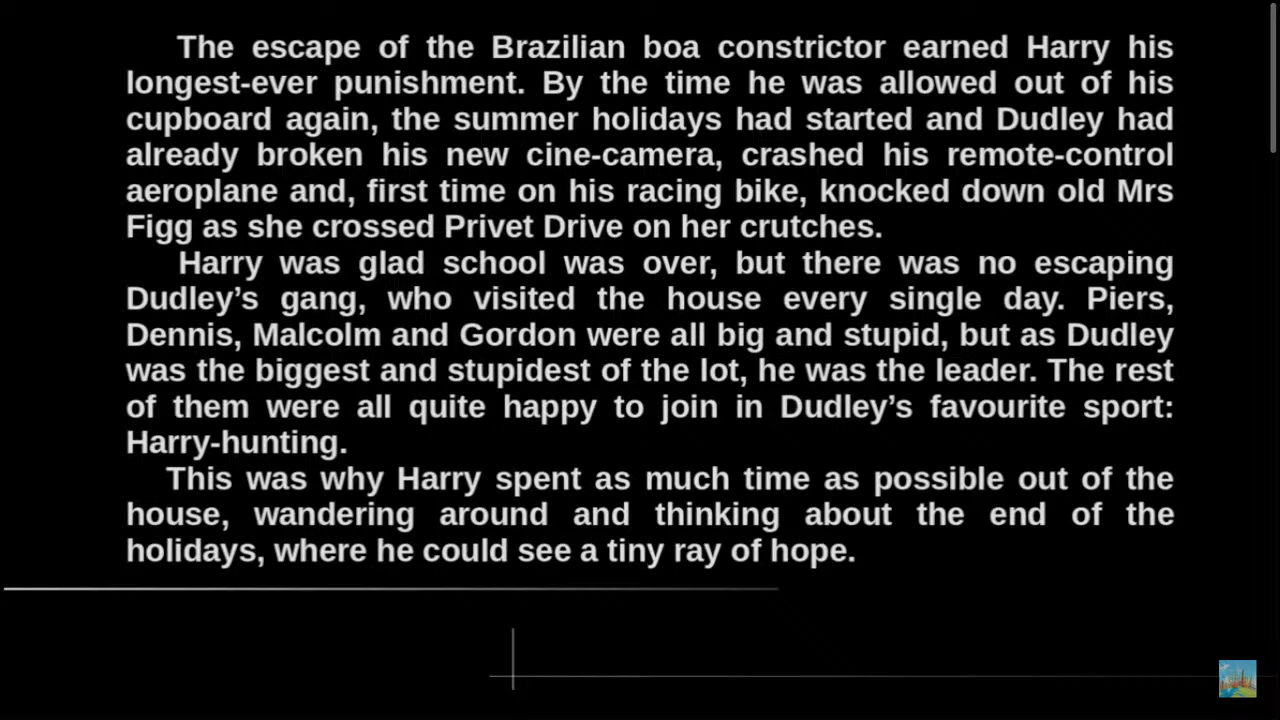 The escape of the Brazilian boa constrictor earned Harry his
longest-ever punishment. By the time he was allowed out of his
cupboard again, the summer holidays had started and Dudley had
already broken his new cine-camera, crashed his remote-control
aeroplane and, first time on his racing bike, knocked down old Mrs
Figg as she crossed Privet Drive on her crutches.
Harry was glad school was over, but there was no escaping
Dudley’s gang, who visited the house every single day. Piers,
Dennis, Malcolm and Gordon were all big and stupid, but as Dudley
was the biggest and stupidest of the lot, he was the leader. The rest
of them were all quite happy to join in Dudley’s favourite sport:
Harry-hunting.
This was why Harry spent as much time as possible out of the
house, wandering around and thinking about the end of the
holidays, where he could see a tiny ray of hope.